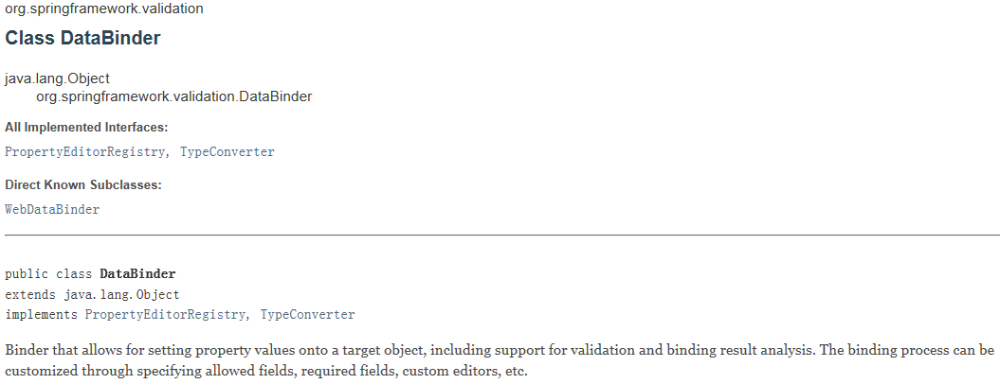 org.springframework.validation
Class DataBinder
java.lang.Object
org.springframework.validation.DataBinder
All Implemented Interfaces:
PropertyEditorRegistry, TypeConverter
Direct Known Subclasses:
WebDataBinder
public class DataBinder
extends java.lang.Object
implements PropertyEditorRegistry, TypeConverter
Binder that allows for setting property values onto a target object, including support for validation and binding result analysis. The binding process can be
customized through specifying allowed fields, required fields, custom editors, etc.